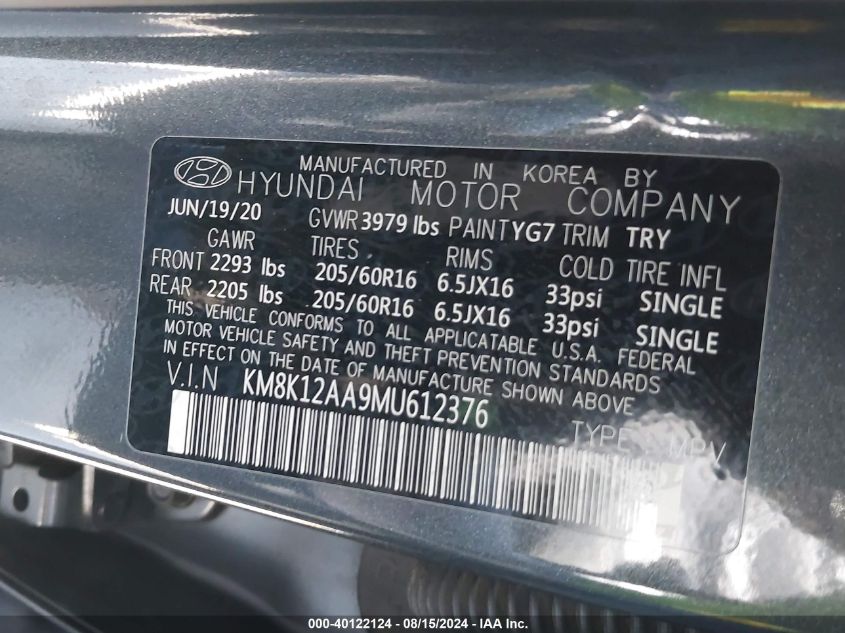 MANUFACTURED IN KOREA BY
HYUNDAI MOTOR COMPANY
JUN/19/20 GVWR 3979 lbs PAINT YG7 TRIM TRY
GAWR TIRES RIMS COLD TIRE INFL
FRONT 2293 lbs 205/60R16 6.5JX16 33psi SINGLE
REAR 2205 lbs 205/60R16 6.5JX16 33psi SINGLE
THIS VEHICLE CONFORMS TO ALL APPLICATABLE U.S.A. FEDERAL
MOTOR VEHICLE SAFETY AND THEFT PREVENTION STANDARDS
IN EFFECT ON THE DATE OF MANUFACTURE SHOWN ABOVE
V.I.N KM8K12AA9MU612376
TYPE: MPV
000-40122124 - 08/15/2024 - IAA Inc.